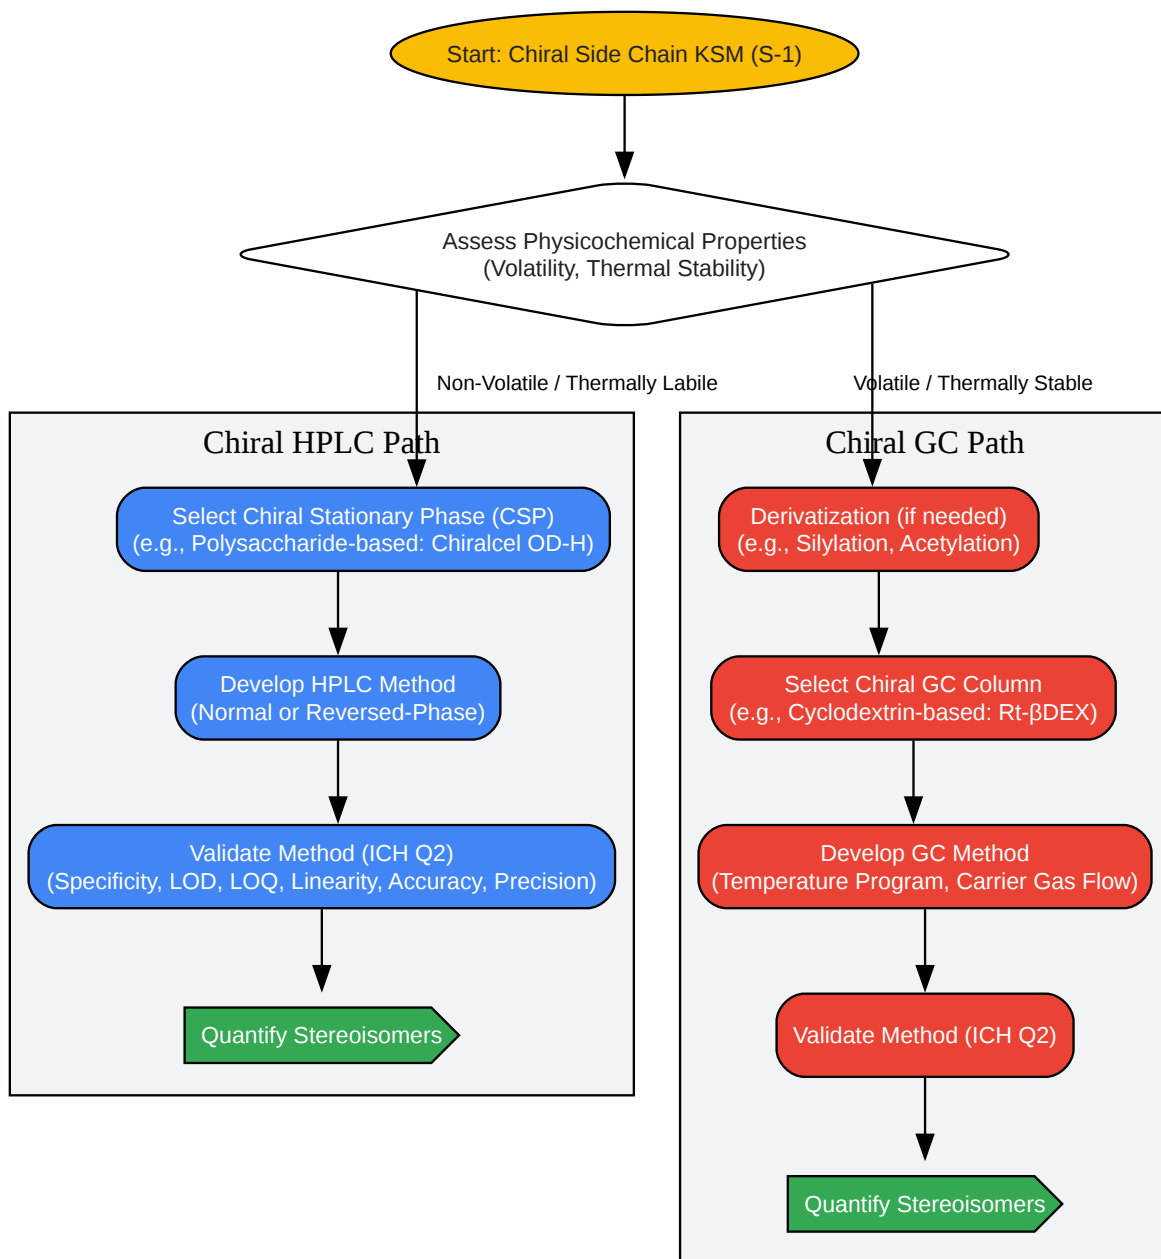 Start: Chiral Side Chain KSM (S-1)
Assess Physicochemical Properties
(Volatility, Thermal Stability)
Non-Volatile / Thermally Labile
Volatile / Thermally Stable
Chiral HPLC Path
Select Chiral Stationary Phase (CSP)
(e.g., Polysaccharide-based: Chiralcel OD-H)
Develop HPLC Method
(Normal or Reversed-Phase)
Validate Method (ICH Q2)
(Specificity, LOD, LOQ, Linearity, Accuracy, Precision)
Quantify Stereoisomers
Chiral GC Path
Derivatization (if needed)
(e.g., Silylation, Acetylation)
Select Chiral GC Column
(e.g., Cyclodextrin-based: Rt-βDEX)
Develop GC Method
(Temperature Program, Carrier Gas Flow)
Validate Method (ICH Q2)
Quantify Stereoisomers